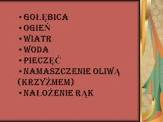 • Gołębica
• Ogień
• Wiatr
• Woda
• Pieczęć
• Namaszczenie oliwą
(krzyżmem)
• Nałożenie rąk